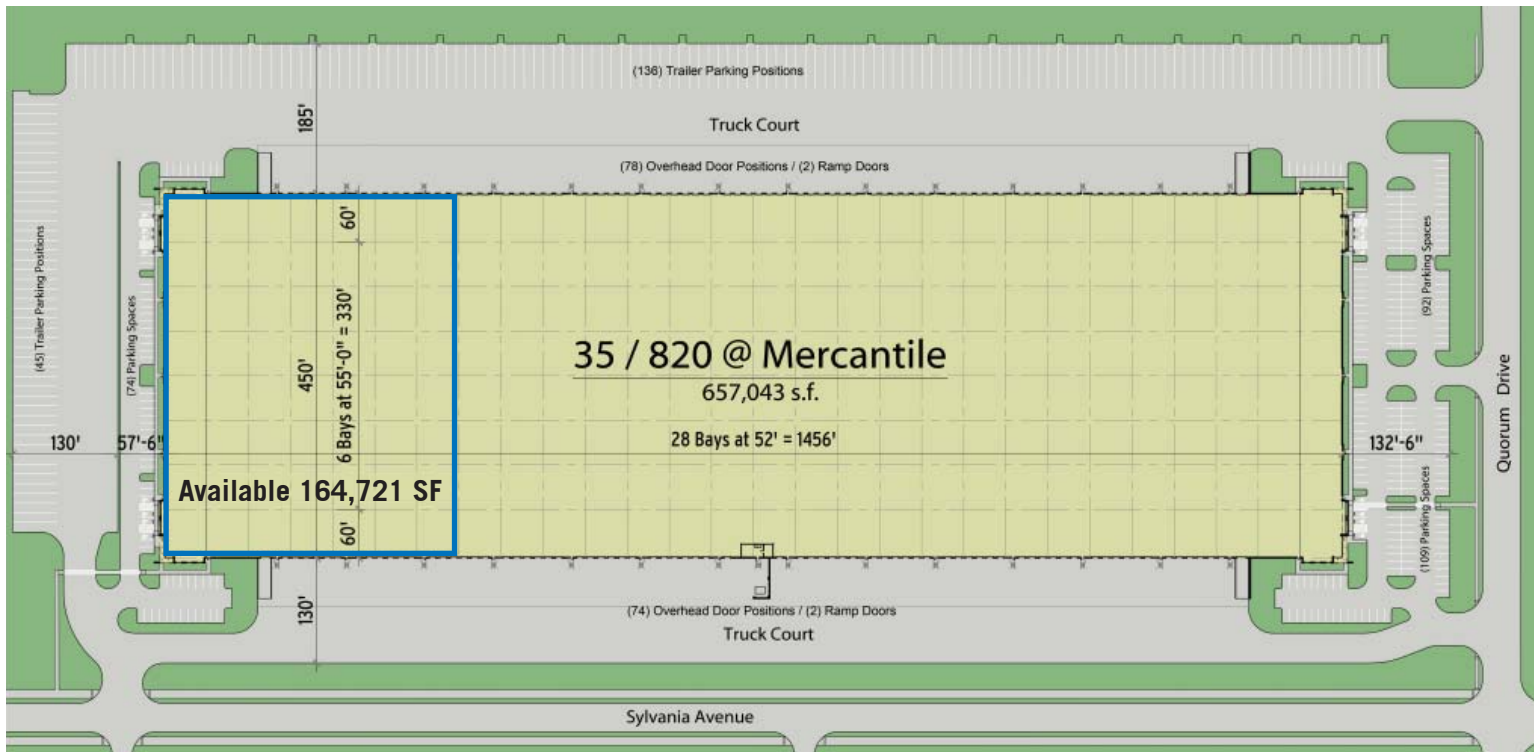 (136) Trailer Parking Positions
185'
Truck Court
(78) Overhead Door Positions / (2) Ramp Doors
60'
(45) Trailer Parking Positions
(74) Parking Spaces
(92) Parking Spaces
6 Bays at 55'-0" = 330'
450'
35 / 820 @ Mercantile
657,043 s.f.
28 Bays at 52' = 1456'
130'
57'-6"
132'-6"
Quorum Drive
Available 164,721 SF
60'
(109) Parking Spaces
130'
(74) Overhead Door Positions / (2) Ramp Doors
Truck Court
Sylvania Avenue